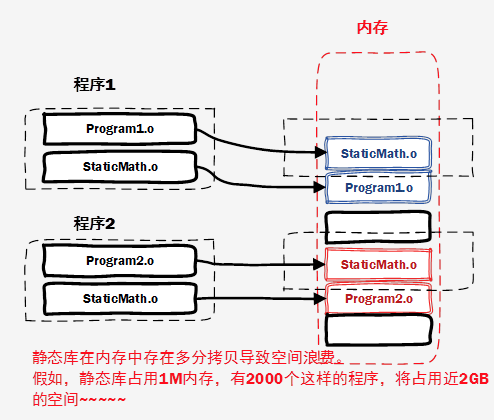 内存
程序1
Program1.o
StaticMath.o
StaticMath.o
Program1.o
程序2
Program2.o
StaticMath.o
StaticMath.o
Program2.o
静态库在内存中存在多分拷贝导致空间浪费。
假如，静态库占用1M内存，有2000个这样的程序，将占用近2GB
的空间~~~~~